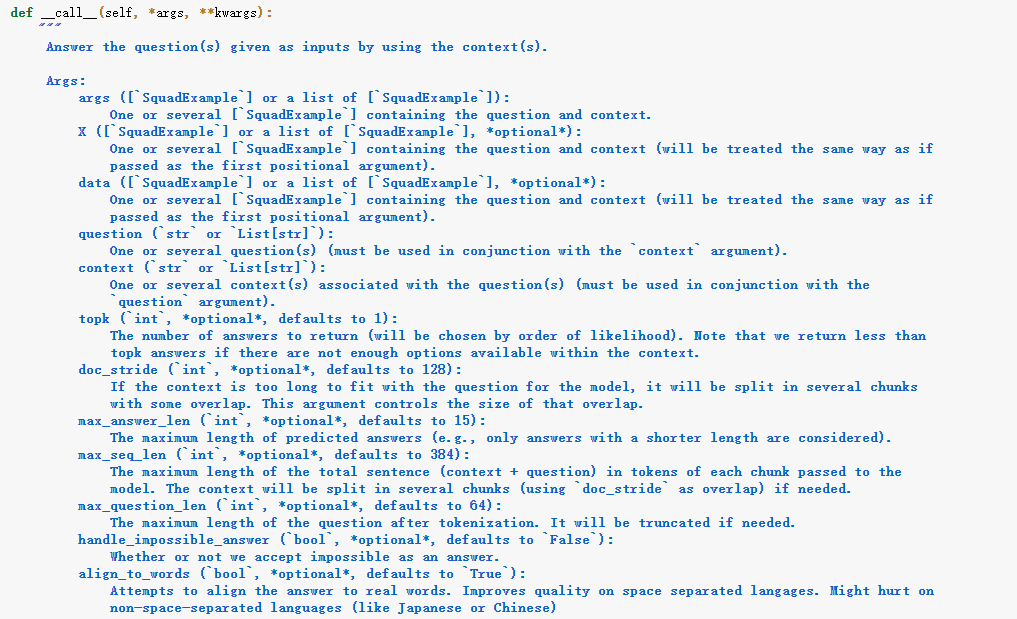 def __call__(self, *args, **kwargs):
"""
Answer the question(s) given as inputs by using the context(s).
Args:
args ([`SquadExample`] or a list of [`SquadExample`]):
One or several [`SquadExample`] containing the question and context.
X ([`SquadExample`] or a list of [`SquadExample`], *optional*):
One or several [`SquadExample`] containing the question and context (will be treated the same way as if
passed as the first positional argument).
data ([`SquadExample`] or a list of [`SquadExample`], *optional*):
One or several [`SquadExample`] containing the question and context (will be treated the same way as if
passed as the first positional argument).
question (`str` or `List[str]`):
One or several question(s) (must be used in conjunction with the `context` argument).
context (`str` or `List[str]`):
One or several context(s) associated with the question(s) (must be used in conjunction with the
`question` argument).
topk (`int`, *optional*, defaults to 1):
The number of answers to return (will be chosen by order of likelihood). Note that we return less than
topk answers if there are not enough options available within the context.
doc_stride (`int`, *optional*, defaults to 128):
If the context is too long to fit with the question for the model, it will be split in several chunks
with some overlap. This argument controls the size of that overlap.
max_answer_len (`int`, *optional*, defaults to 15):
The maximum length of predicted answers (e.g., only answers with a shorter length are considered).
max_seq_len (`int`, *optional*, defaults to 384):
The maximum length of the total sentence (context + question) in tokens of each chunk passed to the
model. The context will be split in several chunks (using `doc_stride` as overlap) if needed.
max_question_len (`int`, *optional*, defaults to 64):
The maximum length of the question after tokenization. It will be truncated if needed.
handle_impossible_answer (`bool`, *optional*, defaults to `False`):
Whether or not we accept impossible as an answer.
align_to_words (`bool`, *optional*, defaults to `True`):
Attempts to align the answer to real words. Improves quality on space separated langages. Might hurt on
non-space-separated languages (like Japanese or Chinese)